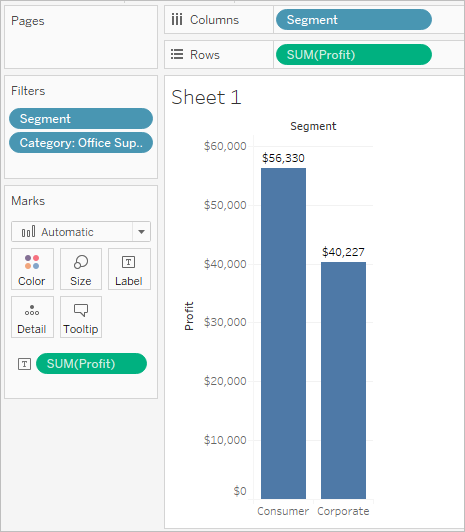 Pages
Columns
Segment
Rows
SUM(Profit)
Filters
Segment
Category: Office Sup..
Marks
Automatic
Color
Size
Label
Detail
Tooltip
SUM(Profit)
Sheet 1
Segment
Profit
$60,000
$50,000
$40,000
$30,000
$20,000
$10,000
$0
$56,330
$40,227
Consumer
Corporate